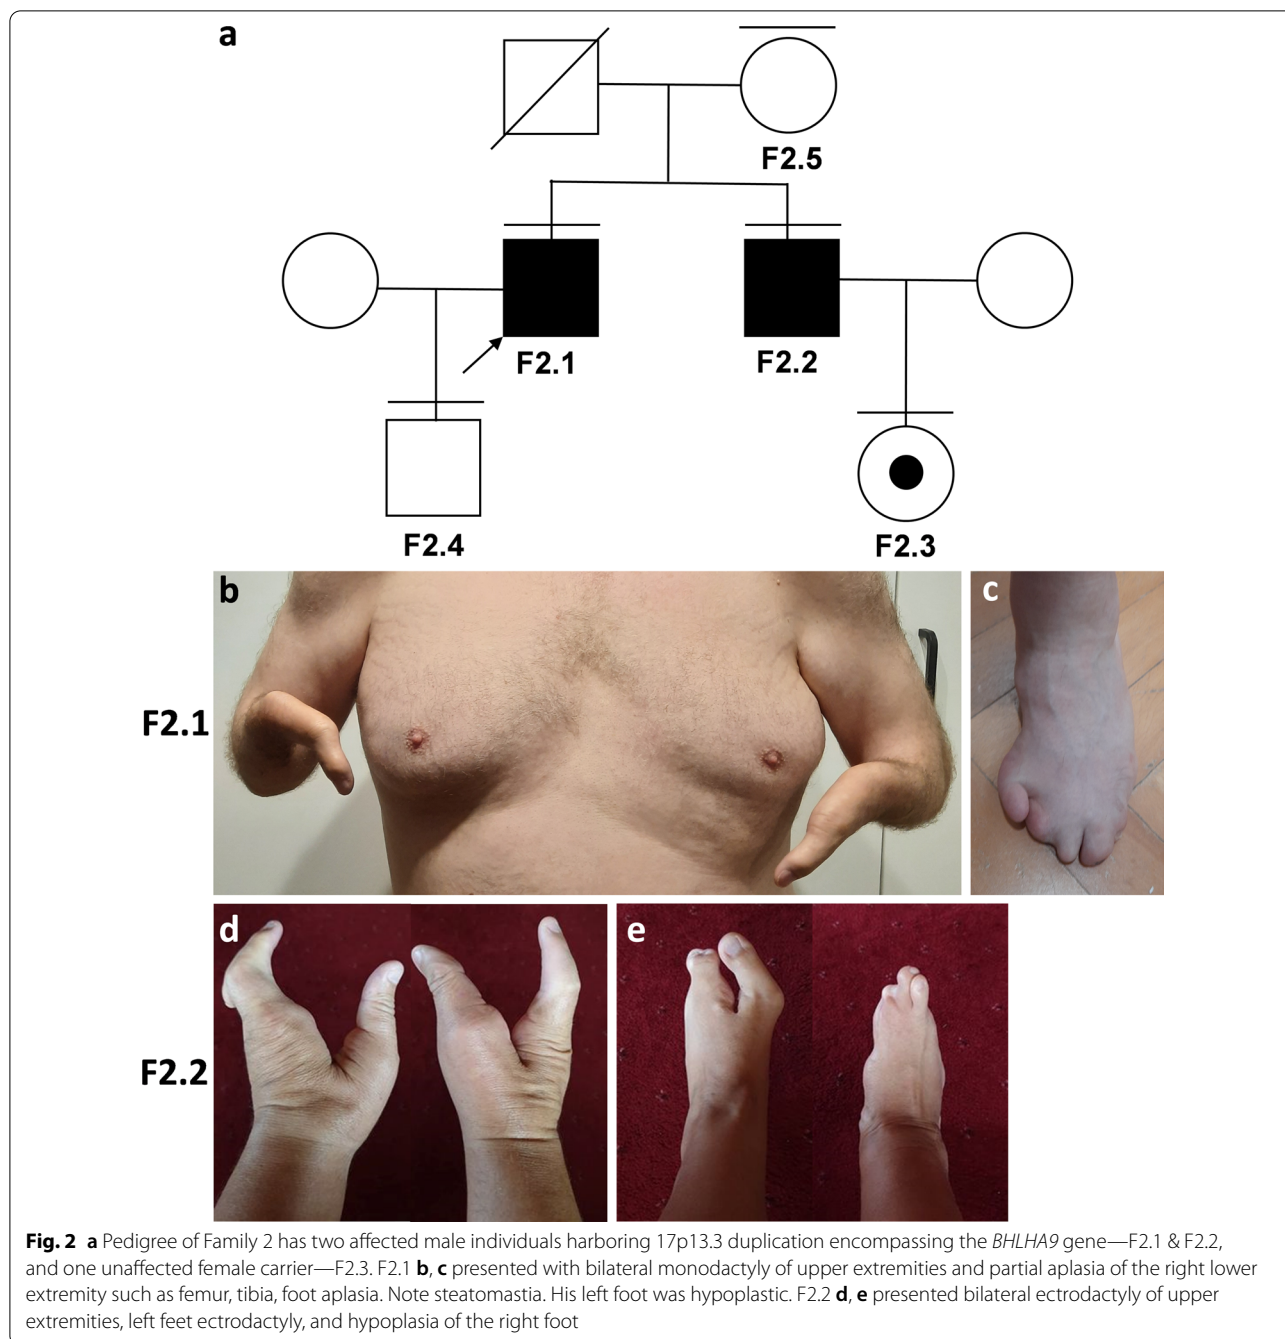 a
F2.5
F2.1
F2.2
F2.4
F2.3
b
c
F2.1
d
e
F2.2
Fig. 2 a Pedigree of Family 2 has two affected male individuals harboring 17p13.3 duplication encompassing the BHLHA9 gene—F2.1 & F2.2,
and one unaffected female carrier—F2.3. F2.1 b, c presented with bilateral monodactyly of upper extremities and partial aplasia of the right lower
extremity such as femur, tibia, foot aplasia. Note steatomastia. His left foot was hypoplastic. F2.2 d, e presented bilateral ectrodactyly of upper
extremities, left feet ectrodactyly, and hypoplasia of the right foot